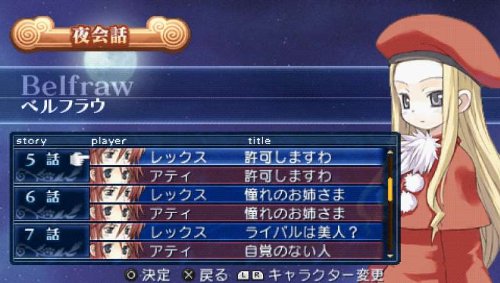 夜会話
Belfraw
ベルフラウ
story player title
5 話 レックス 許可しますわ
アティ 許可しますわ
6 話 レックス 憧れのお姉さま
アティ 憧れのお姉さま
7 話 レックス ライバルは美人？
アティ 自覚のない人
決定 戻る L R キャラクター変更